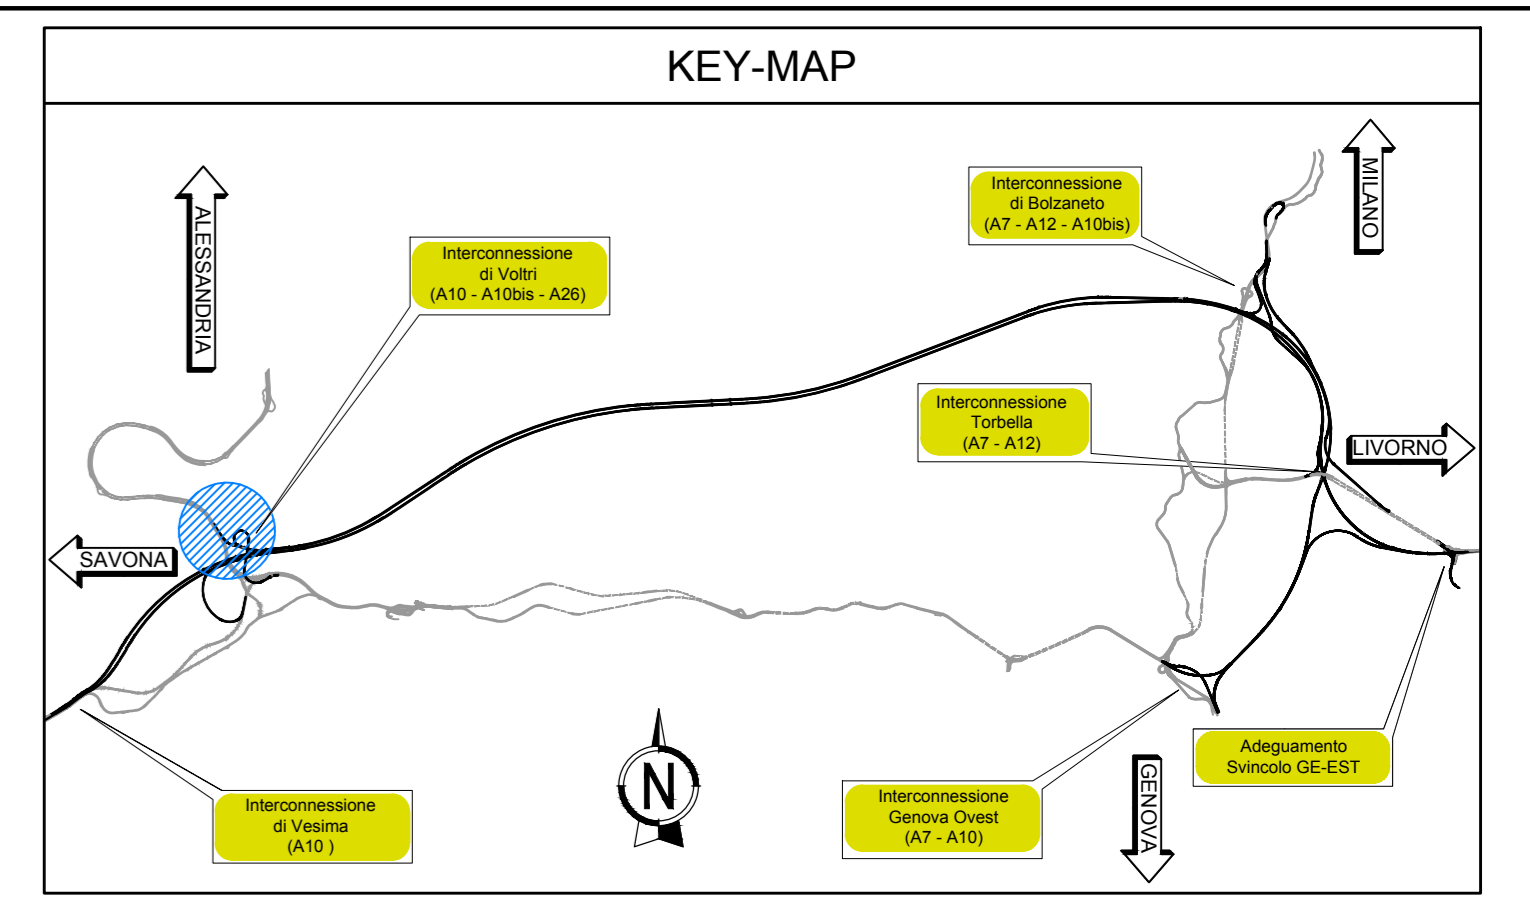 KEY-MAP
ALESSANDRIA
MILANO
Interconnessione
di Bolzaneto
(A7 - A12 - A10bis)
Interconnessione
di Voltri
(A10 - A10bis - A26)
Interconnessione
Torbella
(A7 - A12)
LIVORNO
SAVONA
Adeguamento
Svincolo GE-EST
GENOVA
N
Interconnessione
di Vesima
(A10 )
Interconnessione
Genova Ovest
(A7 - A10)